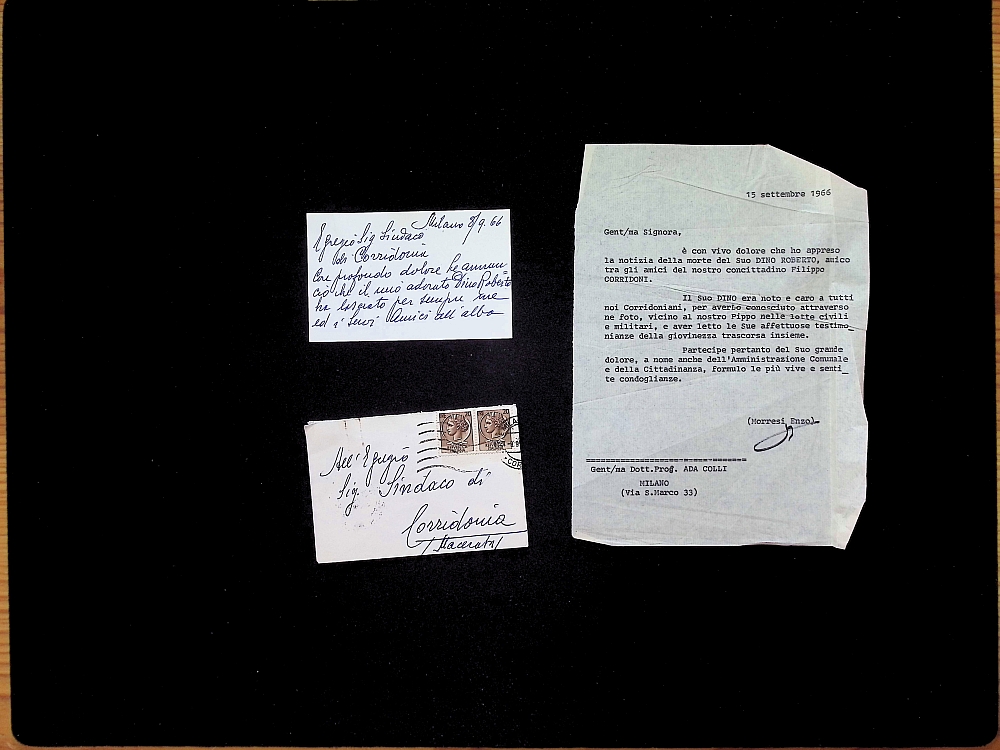 Milano 8/9.66
Egregio Sig Sindaco
di Corridonia
Con profondo dolore Le annun-
cio che il mio adorato Dino Roberto
ha lasciato per sempre me
ed i Suoi Amici all'alba
All'Egregio
Sig. Sindaco di
Corridonia
(Macerata)
15 settembre 1966
Gent/ma Signora,
è con vivo dolore che ho appreso
la notizia della morte del Suo DINO ROBERTO, amico
tra gli amici del nostro concittadino Filippo
CORRIDONI.
Il Suo DINO era noto e caro a tutti
noi Corridoniani, per averlo conosciuto attraverso
ne foto, vicino al nostro Pippo nelle lotte civili
e militari, e aver letto le Sue affettuose testimo_
nianze della giovinezza trascorsa insieme.
Partecipe pertanto del Suo grande
dolore, a nome anche dell'Amministrazione Comunale
e della Cittadinanza, formulo le più vive e senti_
te condoglianze.
(Morresi Enzo)
Gent/ma Dott.Prof. ADA COLLI
MILANO
(Via S.Marco 33)